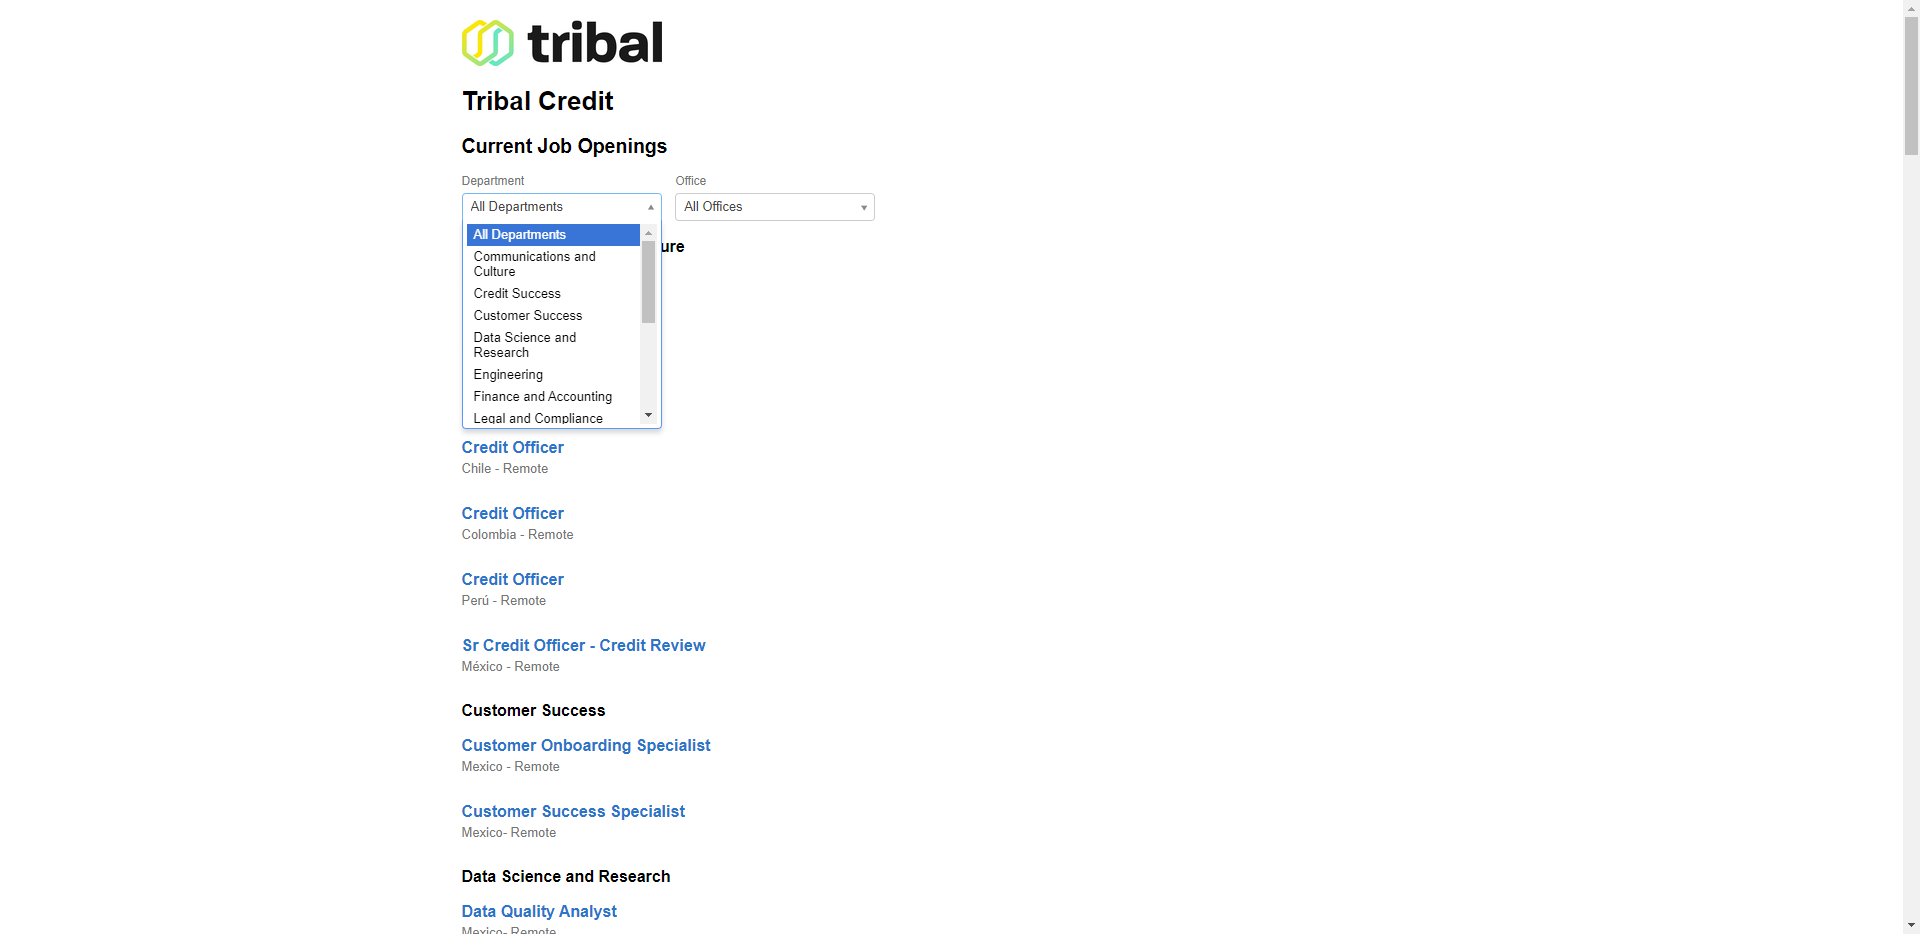 tribal
Tribal Credit
Current Job Openings
Department
Office
All Departments
All Offices
All Departments
ure
Communications and
Culture
Credit Success
Customer Success
Data Science and
Research
Engineering
Finance and Accounting
Legal and Compliance
Credit Officer
Chile - Remote
Credit Officer
Colombia - Remote
Credit Officer
Perú - Remote
Sr Credit Officer - Credit Review
México - Remote
Customer Success
Customer Onboarding Specialist
Mexico - Remote
Customer Success Specialist
Mexico- Remote
Data Science and Research
Data Quality Analyst
Mexico- Remote